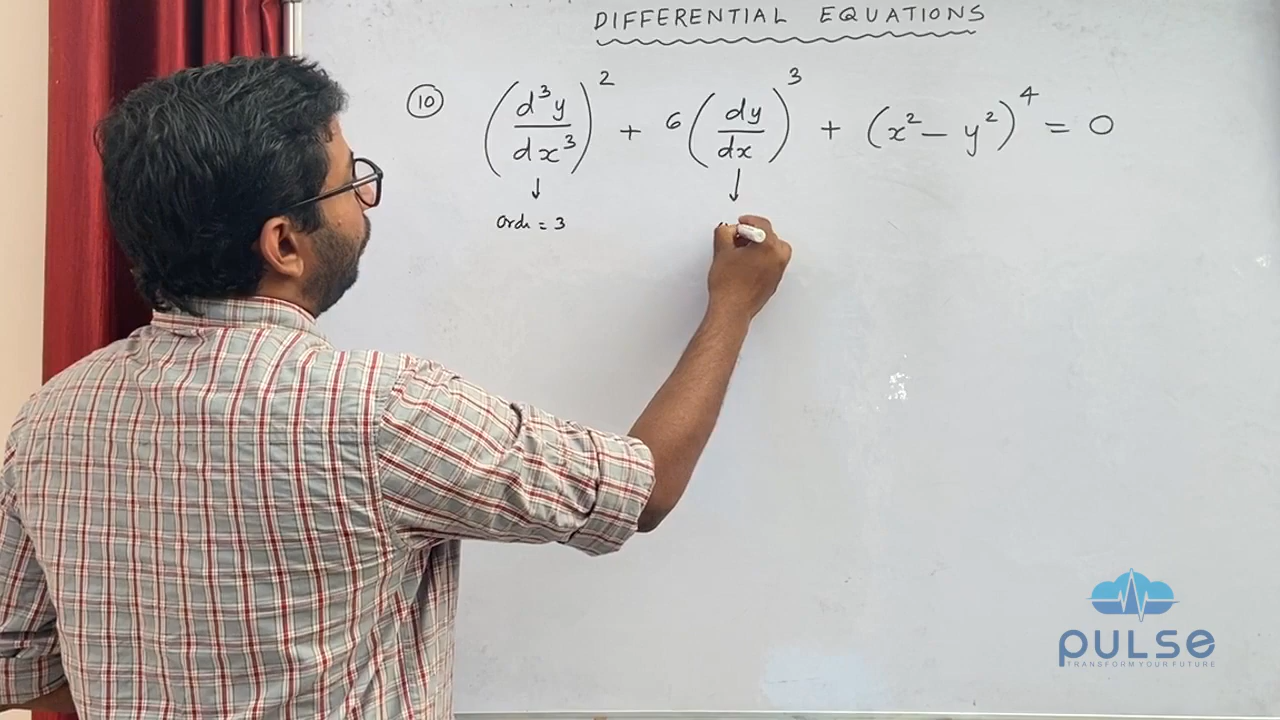 DIFFERENTIAL EQUATIONS
⑩ (d³y/dx³)² + 6(dy/dx)³ + (x² − y²)⁴ = 0
↓ ↓
Orde = 3
pulse
TRANSFORM YOUR FUTURE